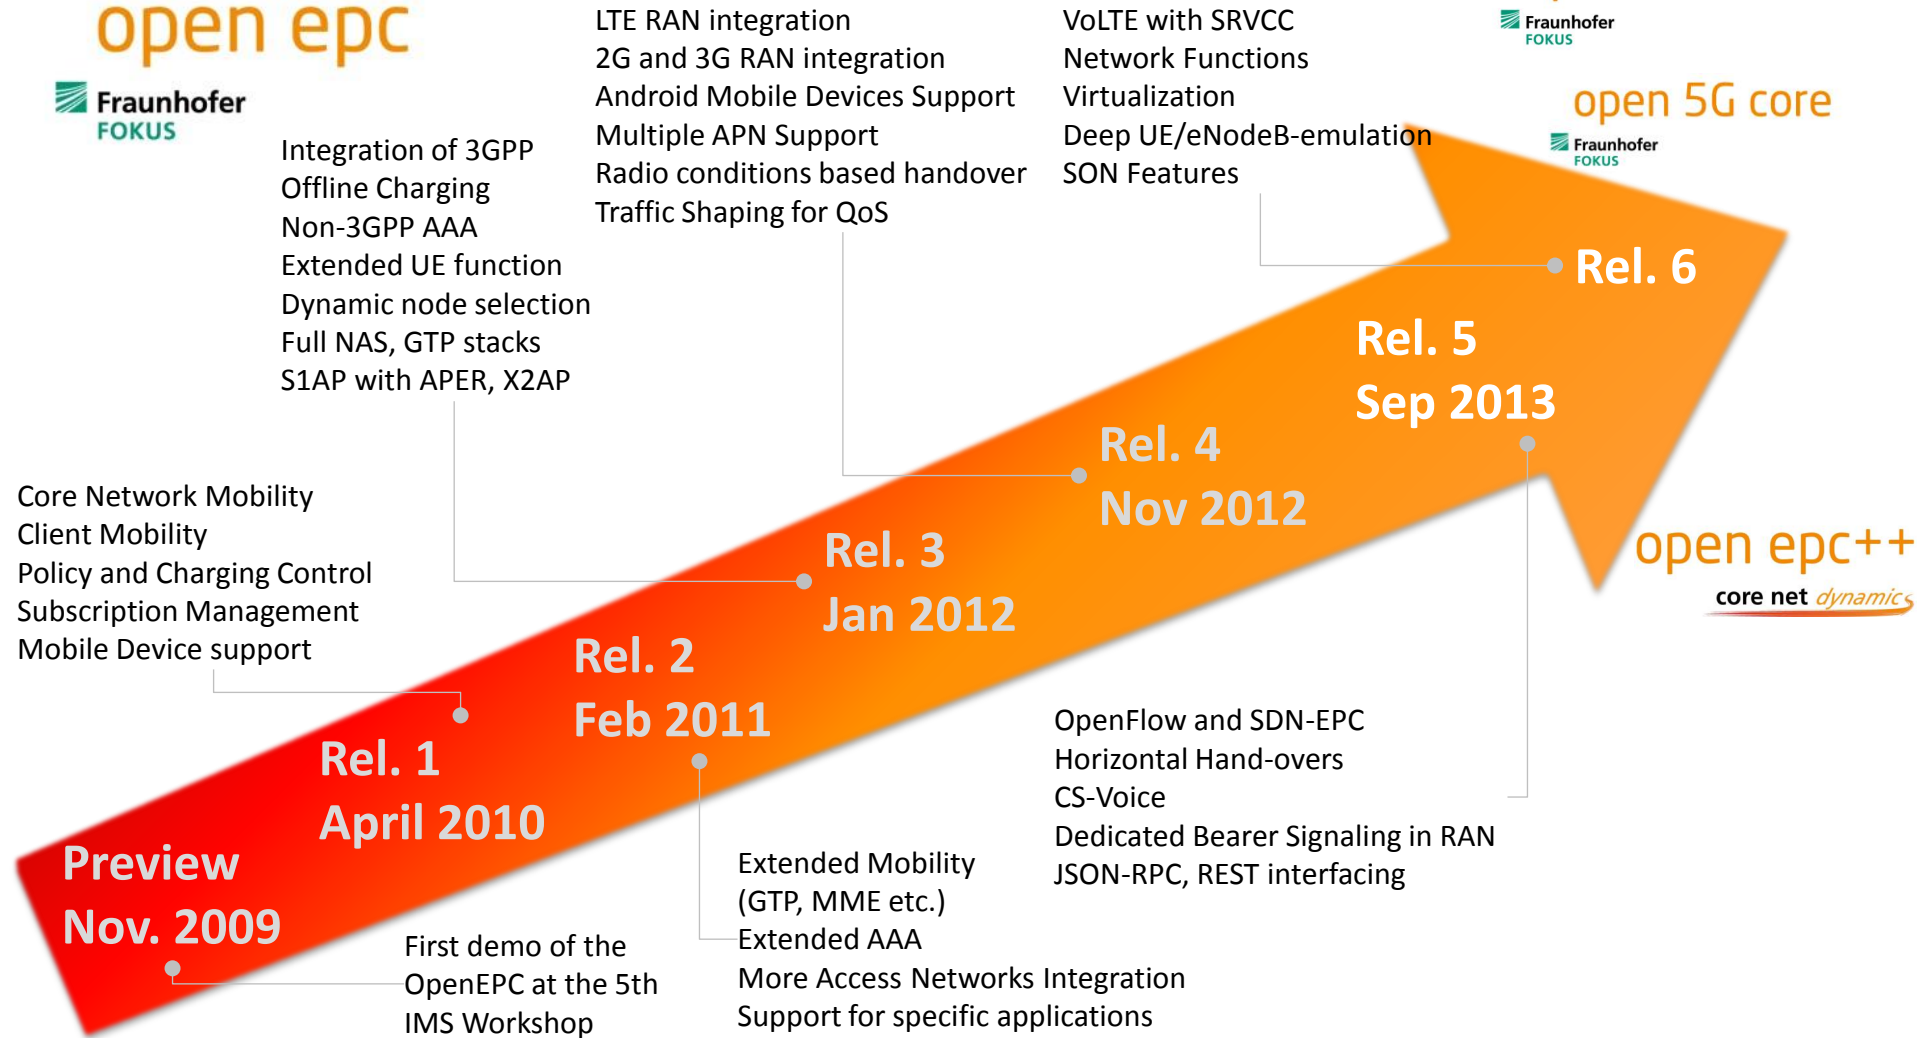 open epc
Fraunhofer
FOKUS
LTE RAN integration
2G and 3G RAN integration
Android Mobile Devices Support
Multiple APN Support
Radio conditions based handover
Traffic Shaping for QoS
VoLTE with SRVCC
Network Functions
Virtualization
Deep UE/eNodeB-emulation
SON Features
Fraunhofer
FOKUS
open 5G core
Fraunhofer
FOKUS
Integration of 3GPP
Offline Charging
Non-3GPP AAA
Extended UE function
Dynamic node selection
Full NAS, GTP stacks
S1AP with APER, X2AP
Rel. 6
Rel. 5
Sep 2013
Rel. 4
Nov 2012
Core Network Mobility
Client Mobility
Policy and Charging Control
Subscription Management
Mobile Device support
Rel. 3
Jan 2012
open epc++
core net dynamics
Rel. 2
Feb 2011
Rel. 1
April 2010
OpenFlow and SDN-EPC
Horizontal Hand-overs
CS-Voice
Dedicated Bearer Signaling in RAN
JSON-RPC, REST interfacing
Preview
Nov. 2009
First demo of the
OpenEPC at the 5th
IMS Workshop
Extended Mobility
(GTP, MME etc.)
Extended AAA
More Access Networks Integration
Support for specific applications